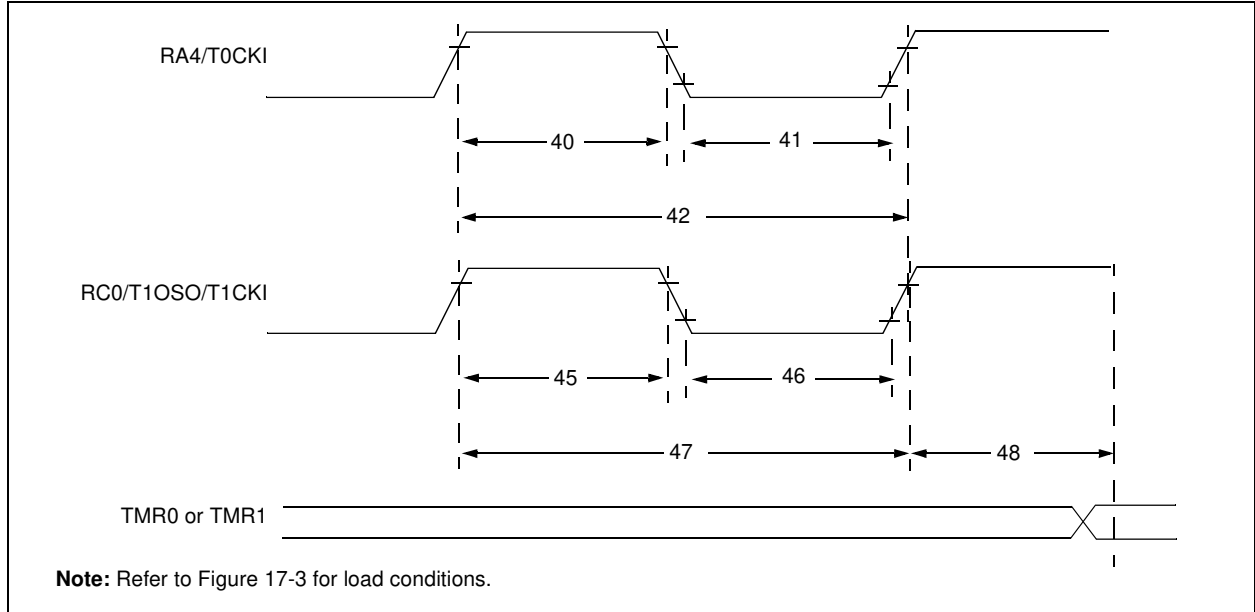 RA4/T0CKI
40
41
42
RC0/T1OSO/T1CKI
45
46
47
48
TMR0 or TMR1
Note: Refer to Figure 17-3 for load conditions.